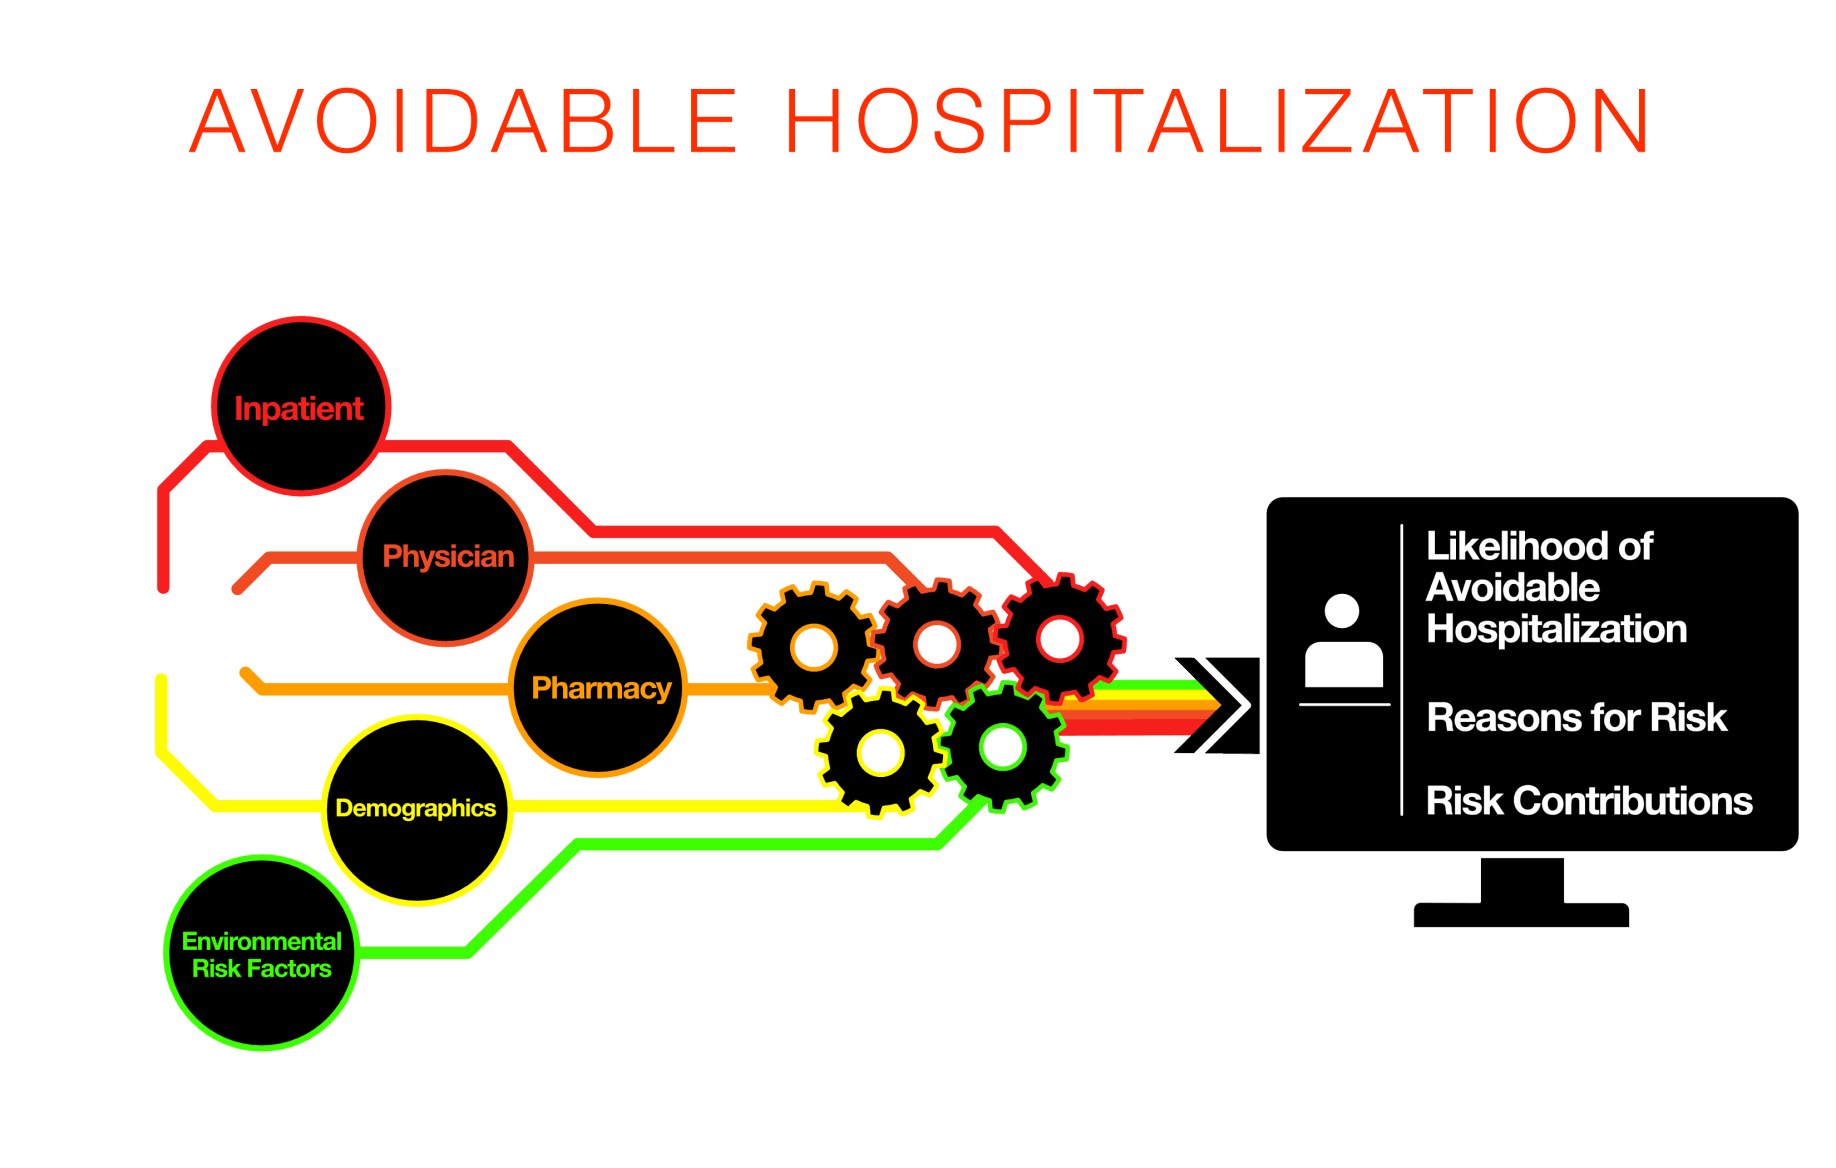 AVOIDABLE HOSPITALIZATION
Inpatient
Physician
Pharmacy
Demographics
Environmental
Risk Factors
Likelihood of
Avoidable
Hospitalization
Reasons for Risk
Risk Contributions